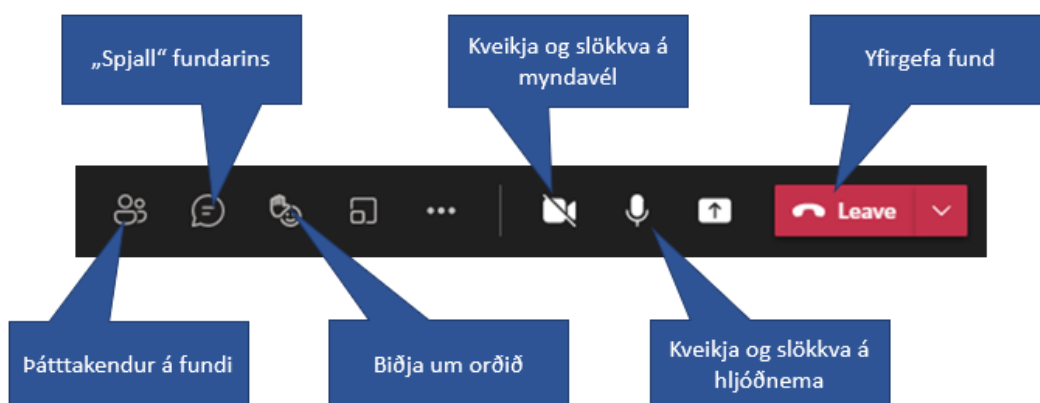 „Spjall“ fundarins
Kveikja og slökkva á
myndavél
Yfirgefa fund
Leave
Þátttakendur á fundi
Biðja um orðið
Kveikja og slökkva á
hljóðnema